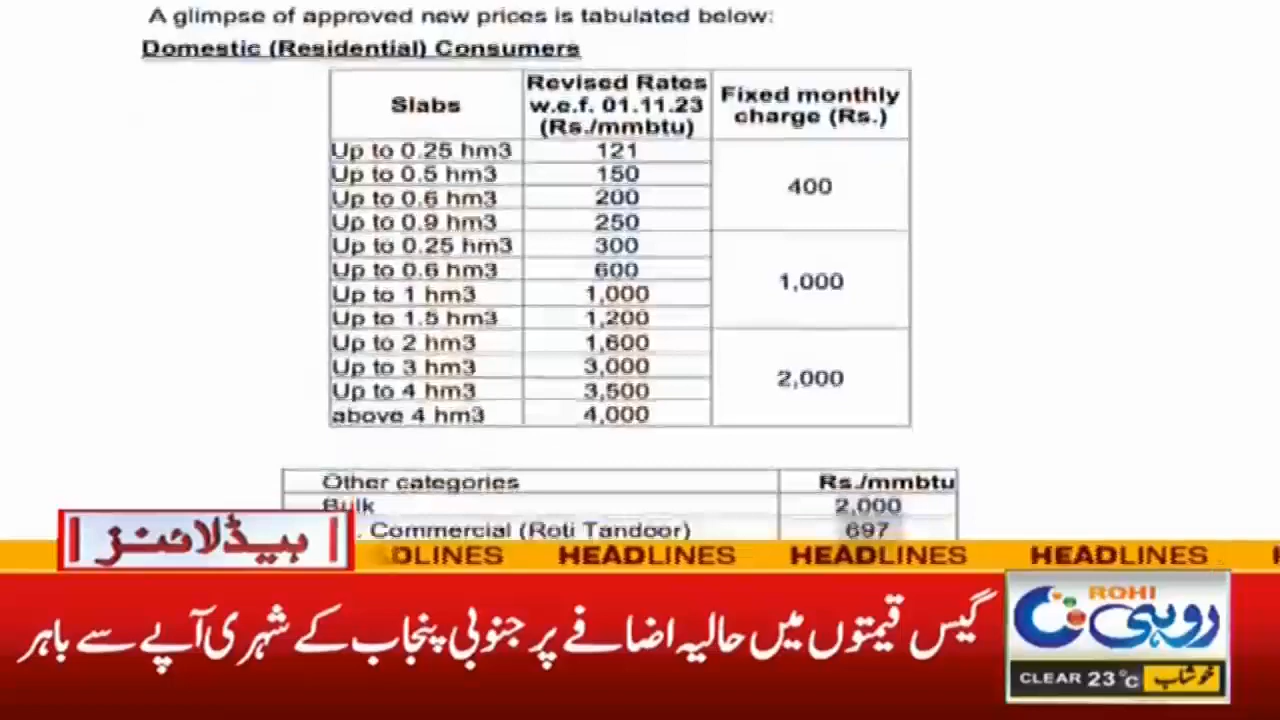 A glimpse of approved new prices is tabulated below:
Domestic (Residential) Consumers
Slabs | Revised Rates w.e.f. 01.11.23 (Rs./mmbtu) | Fixed monthly charge (Rs.)
Up to 0.25 hm3 | 121 | 400
Up to 0.5 hm3 | 150
Up to 0.6 hm3 | 200
Up to 0.9 hm3 | 250
Up to 0.25 hm3 | 300 | 1,000
Up to 0.6 hm3 | 600
Up to 1 hm3 | 1,000
Up to 1.5 hm3 | 1,200
Up to 2 hm3 | 1,600 | 2,000
Up to 3 hm3 | 3,000
Up to 4 hm3 | 3,500
above 4 hm3 | 4,000
Other categories | Rs./mmbtu
Bulk | 2,000
Commercial (Roti Tandoor) | 697
ہیڈلائنز
DLINES HEADLINES HEADLINES HEADLINES
گیس قیمتوں میں حالیہ اضافے پر جنوبی پنجاب کے شہری آپے سے باہر
ROHI
روہی
CLEAR 23°C خوشاب